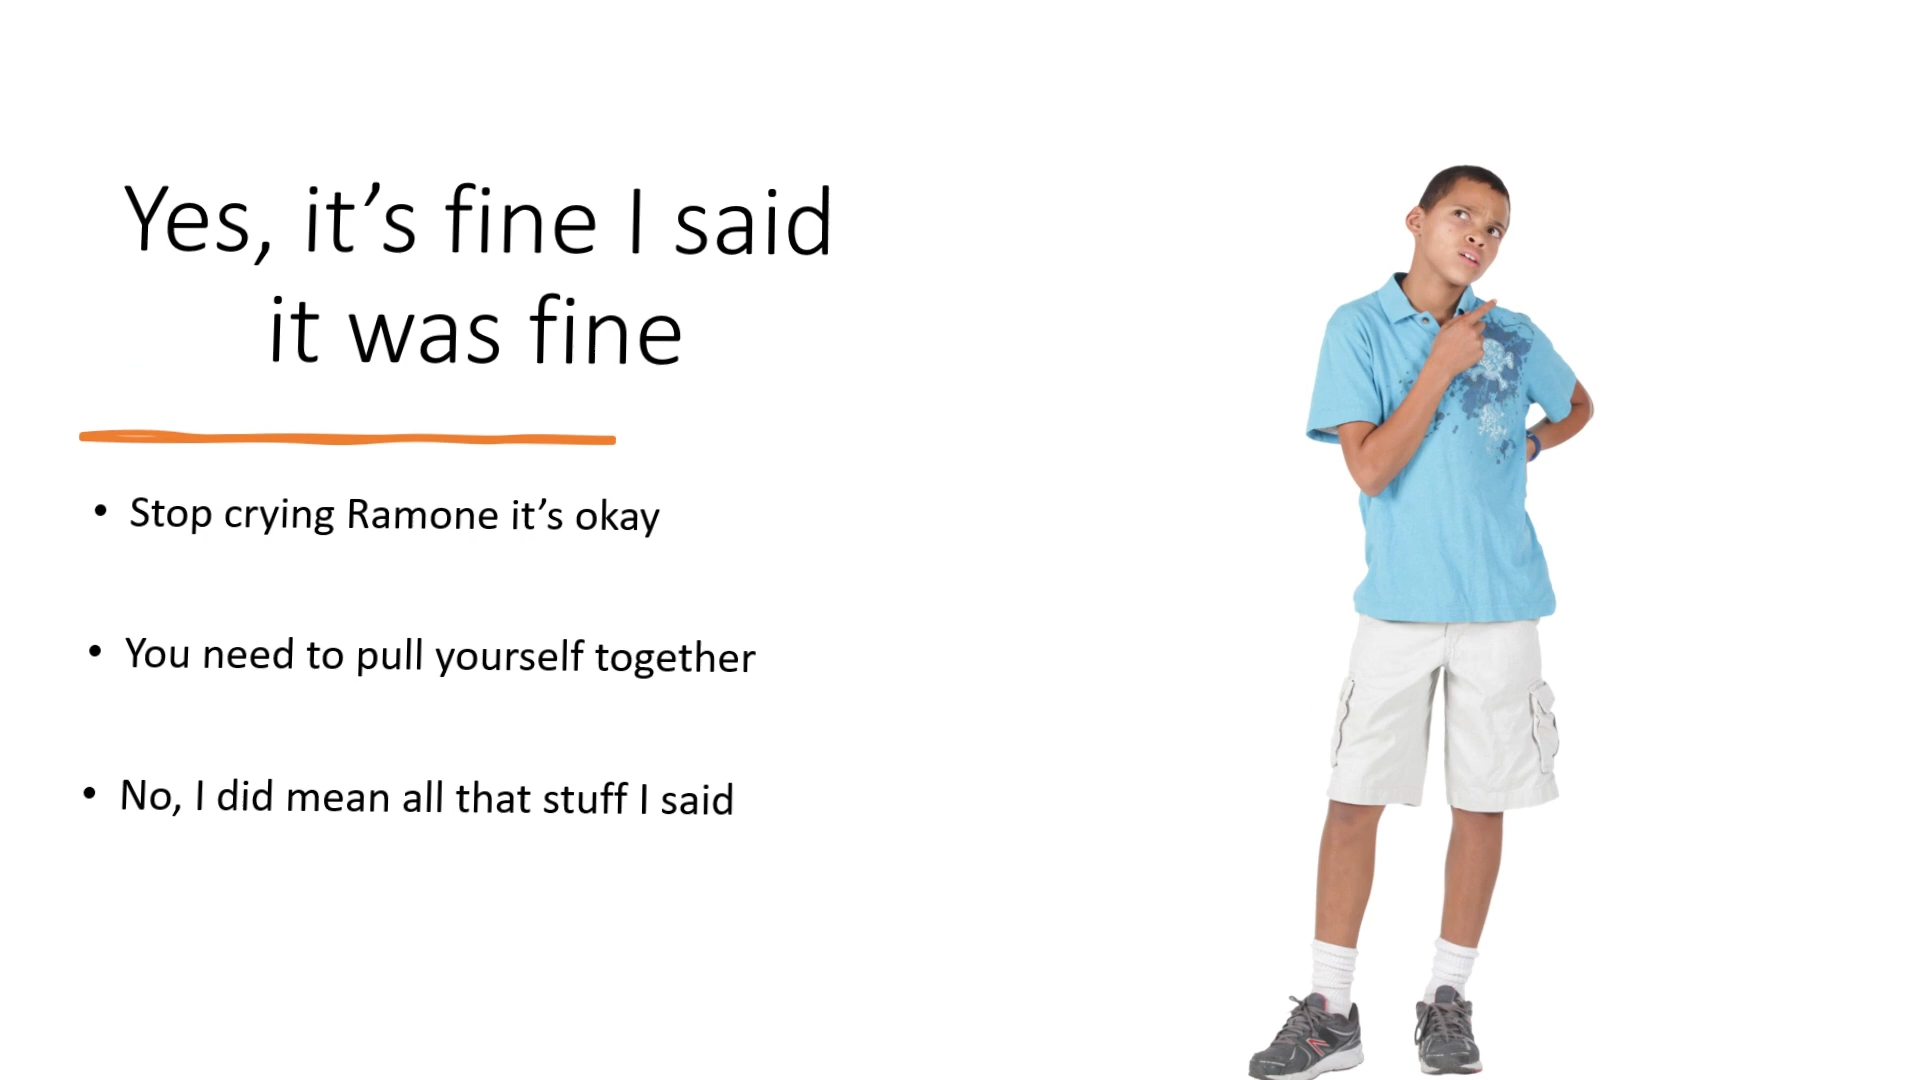 Yes, it’s fine I said
it was fine
• Stop crying Ramone it’s okay
• You need to pull yourself together
• No, I did mean all that stuff I said